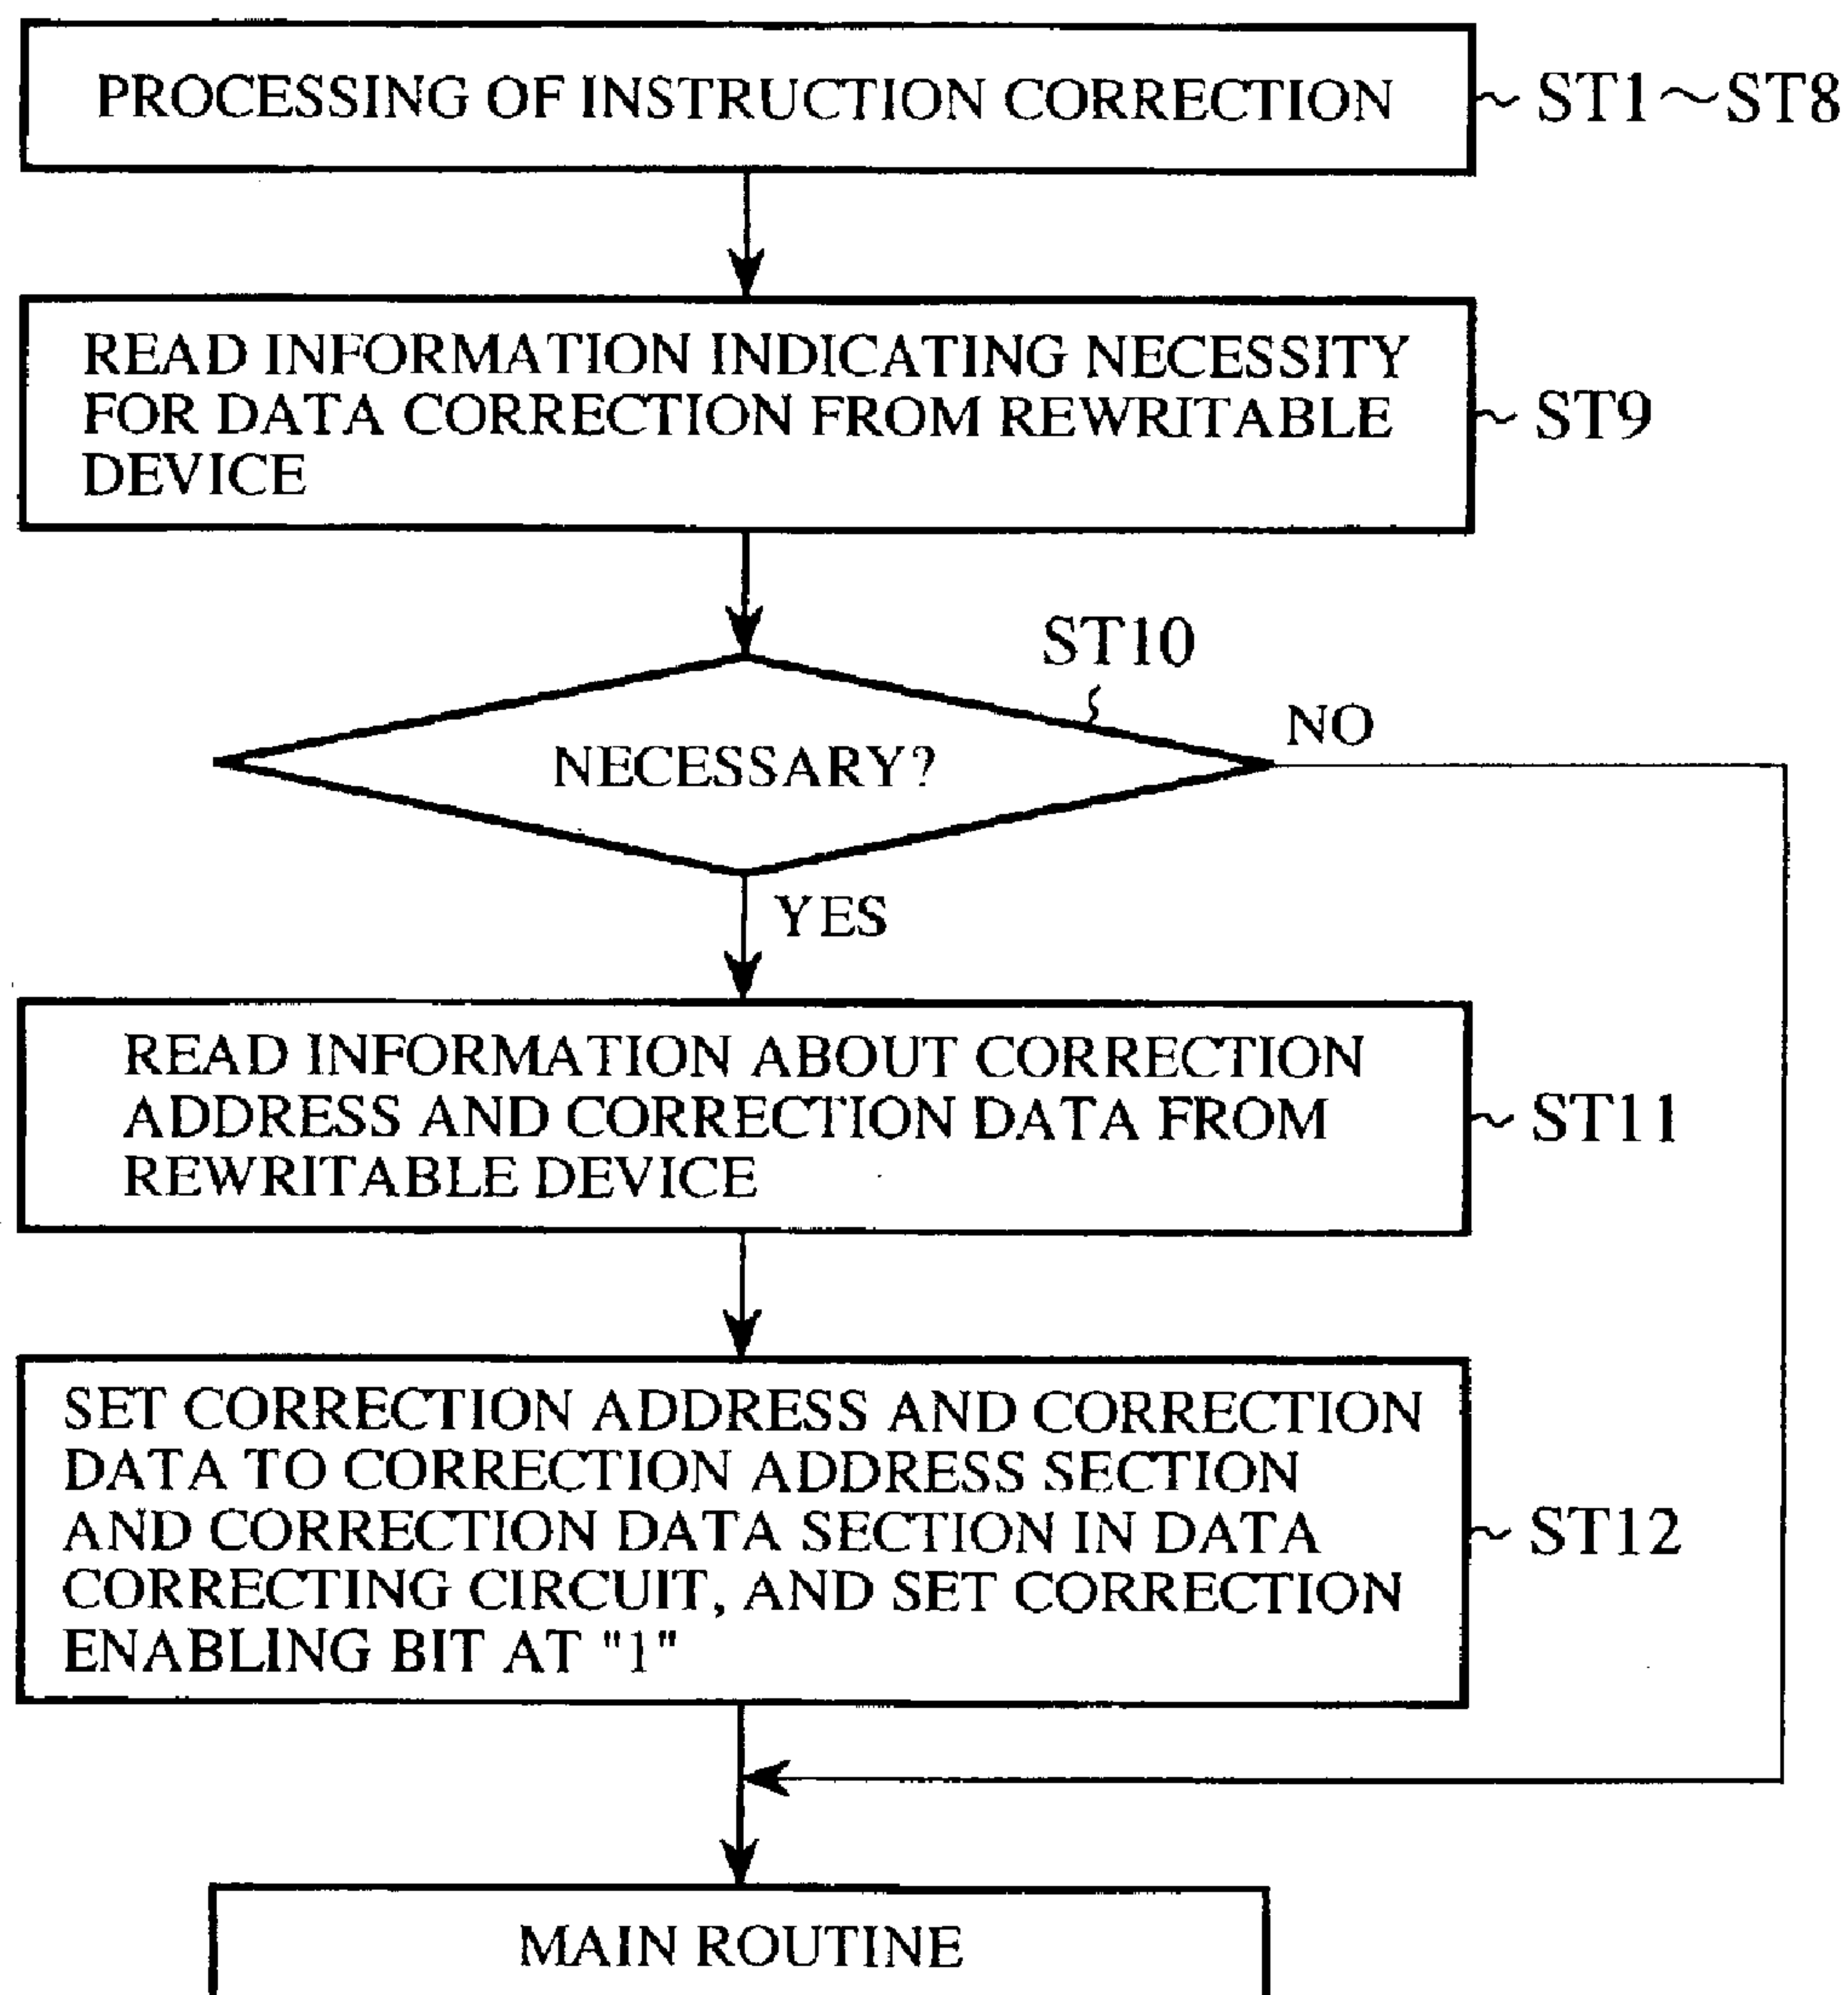 PROCESSING OF INSTRUCTION CORRECTION
ST1~ST8
READ INFORMATION INDICATING NECESSITY
FOR DATA CORRECTION FROM REWRITABLE
DEVICE
ST9
ST10
NECESSARY?
NO
YES
READ INFORMATION ABOUT CORRECTION
ADDRESS AND CORRECTION DATA FROM
REWRITABLE DEVICE
ST11
SET CORRECTION ADDRESS AND CORRECTION
DATA TO CORRECTION ADDRESS SECTION
AND CORRECTION DATA SECTION IN DATA
CORRECTING CIRCUIT, AND SET CORRECTION
ENABLING BIT AT "1"
ST12
MAIN ROUTINE